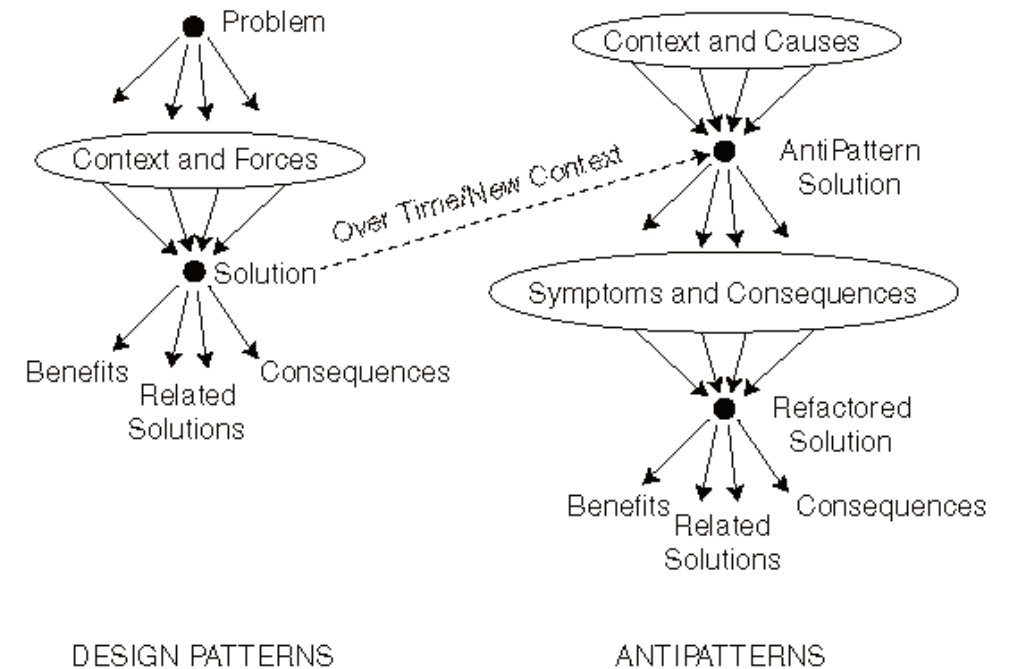 Problem
Context and Forces
Solution
Benefits
Related
Solutions
Consequences
Over Time/New Context
Context and Causes
AntiPattern
Solution
Symptoms and Consequences
Refactored
Solution
Benefits
Related
Solutions
Consequences
DESIGN PATTERNS
ANTIPATTERNS